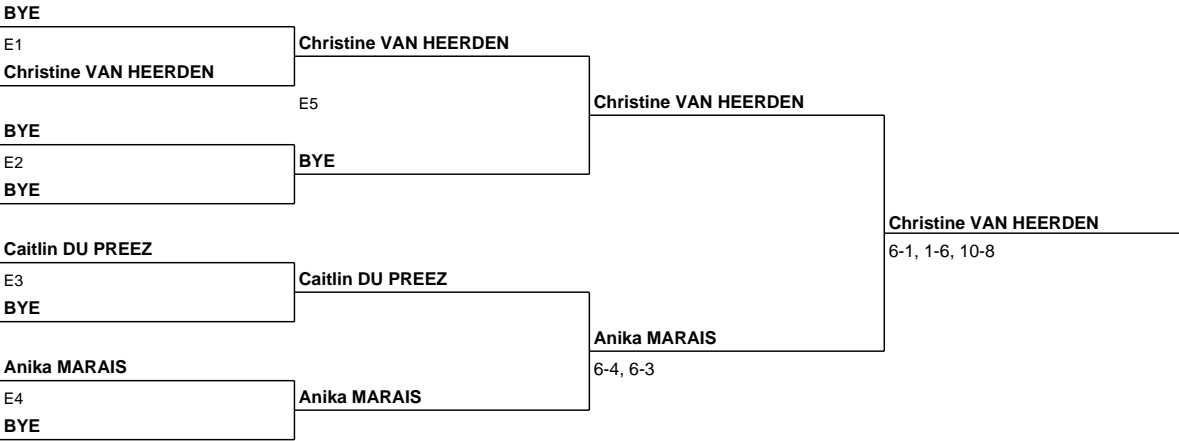 BYE
E1
Christine VAN HEERDEN
BYE
E2
BYE
Caitlin DU PREEZ
E3
BYE
Anika MARAIS
E4
BYE
Christine VAN HEERDEN
E5
BYE
Caitlin DU PREEZ
Anika MARAIS
Christine VAN HEERDEN
Anika MARAIS
6-4, 6-3
Christine VAN HEERDEN
6-1, 1-6, 10-8